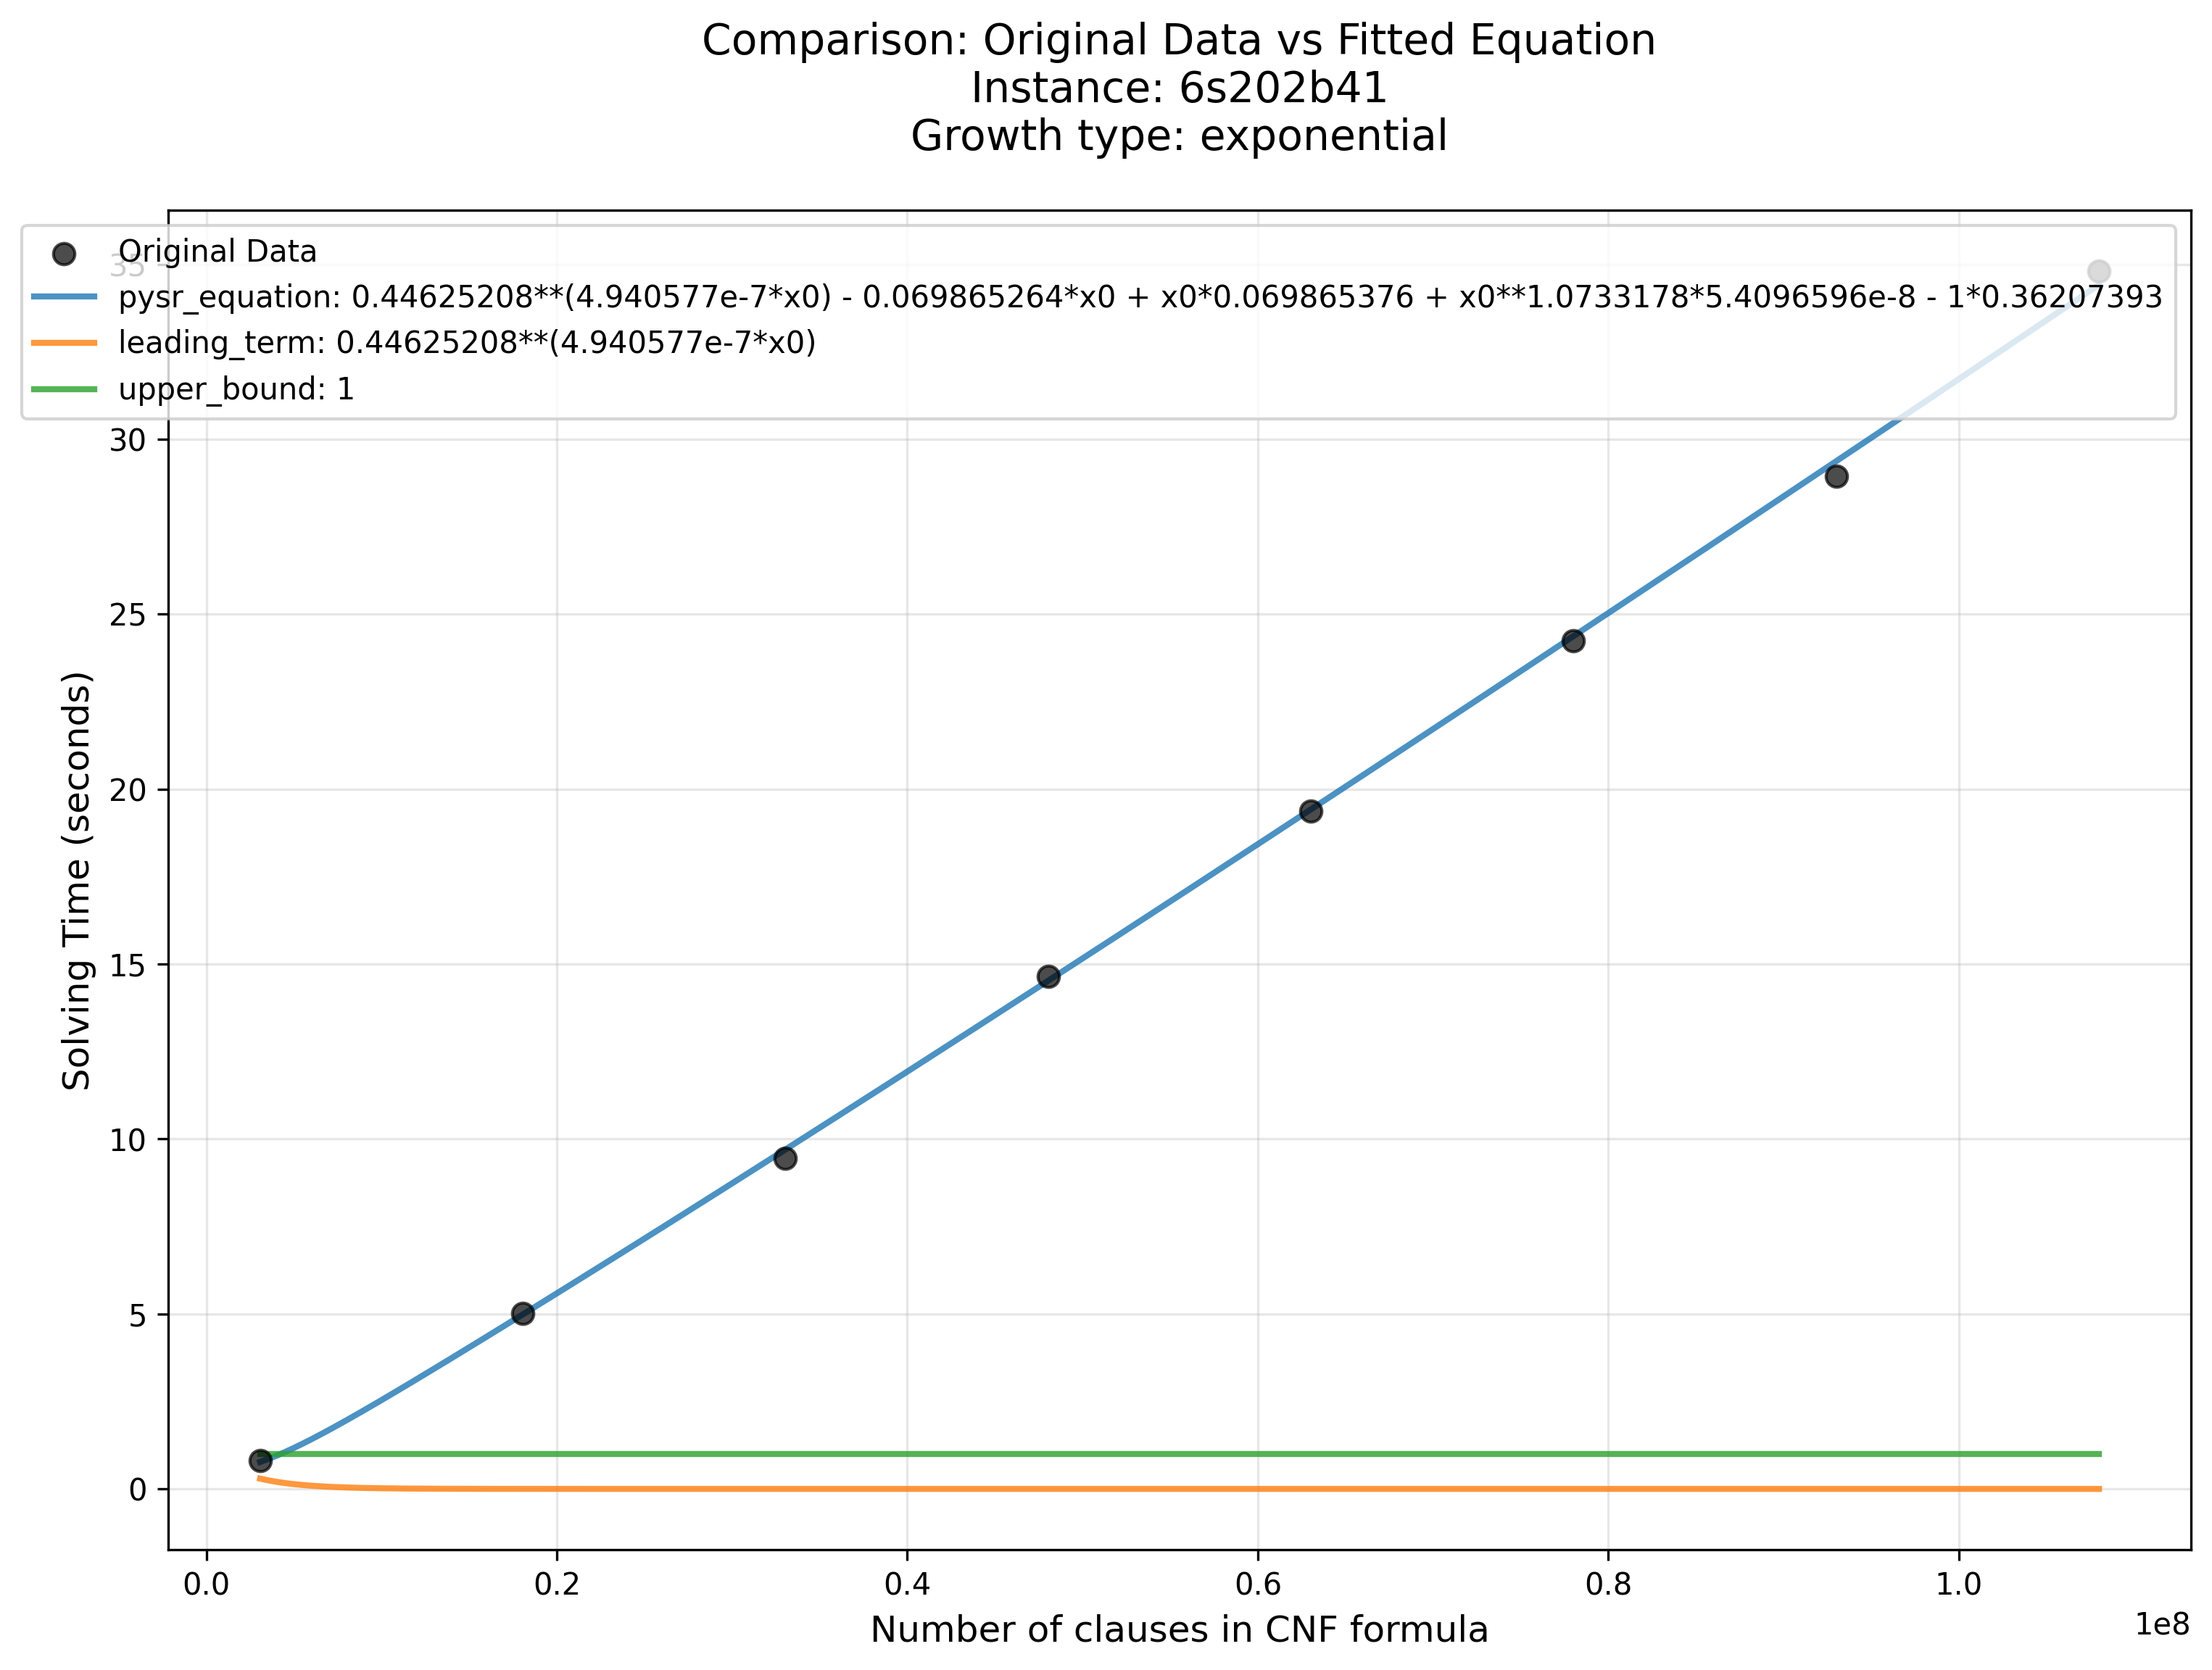 Comparison: Original Data vs Fitted Equation
Instance: 6s202b41
Growth type: exponential
Original Data
pysr_equation: 0.44625208**(4.940577e-7*x0) - 0.069865264*x0 + x0*0.069865376 + x0**1.0733178*5.4096596e-8 - 1*0.36207393
leading_term: 0.44625208**(4.940577e-7*x0)
upper_bound: 1
35
30
25
20
15
10
5
0
Solving Time (seconds)
0.0 0.2 0.4 0.6 0.8 1.0
1e8
Number of clauses in CNF formula